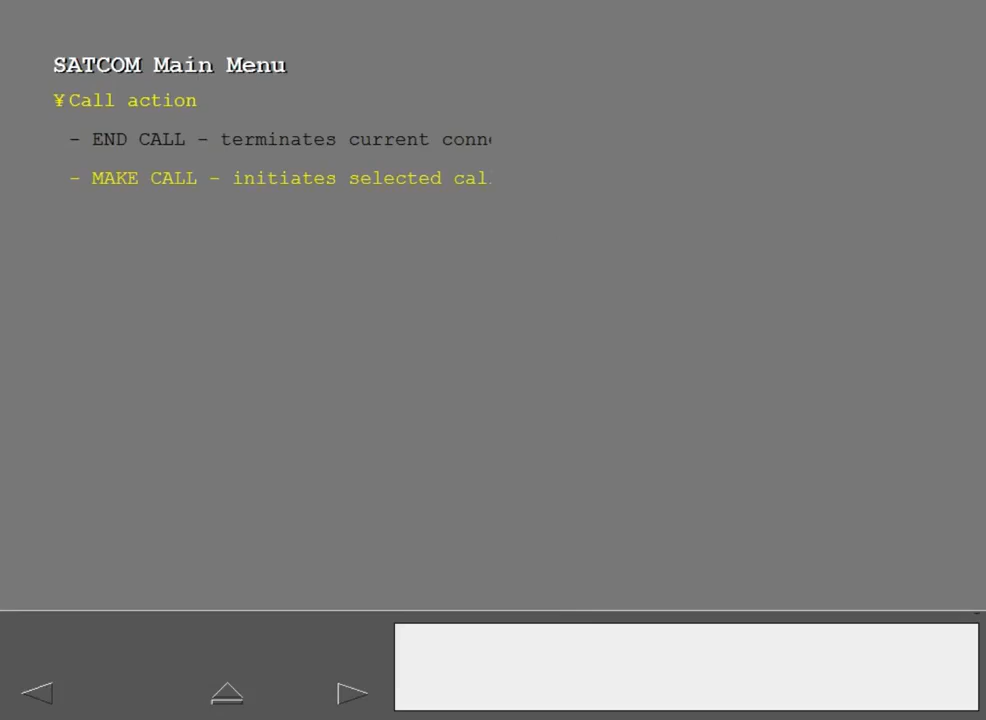 SATCOM Main Menu
¥Call action
- END CALL - terminates current
- MAKE CALL - initiates selected